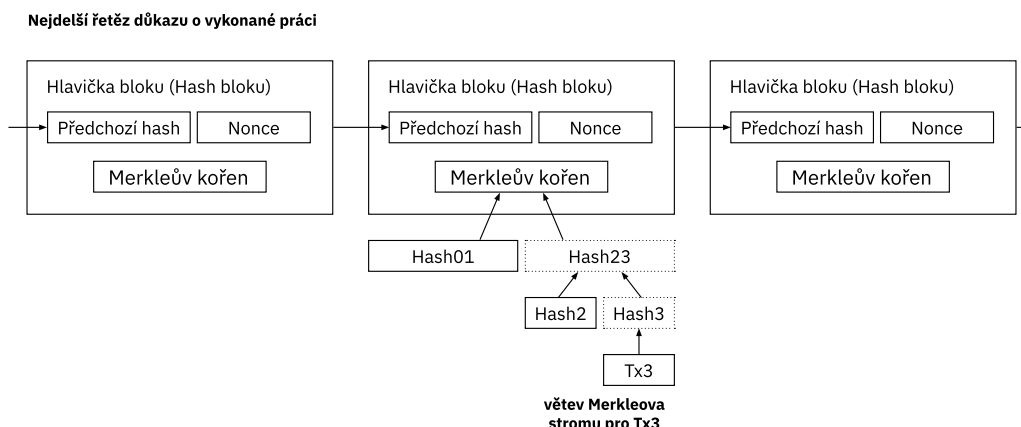 Nejdelší řetěz důkazu o vykonané práci
Hlavička bloku (Hash bloku)
Předchozí hash
Nonce
Merkleův kořen
Hlavička bloku (Hash bloku)
Předchozí hash
Nonce
Merkleův kořen
Hlavička bloku (Hash bloku)
Předchozí hash
Nonce
Merkleův kořen
Hash01
Hash23
Hash2
Hash3
Tx3
větev Merkleova
stromu pro Tx3